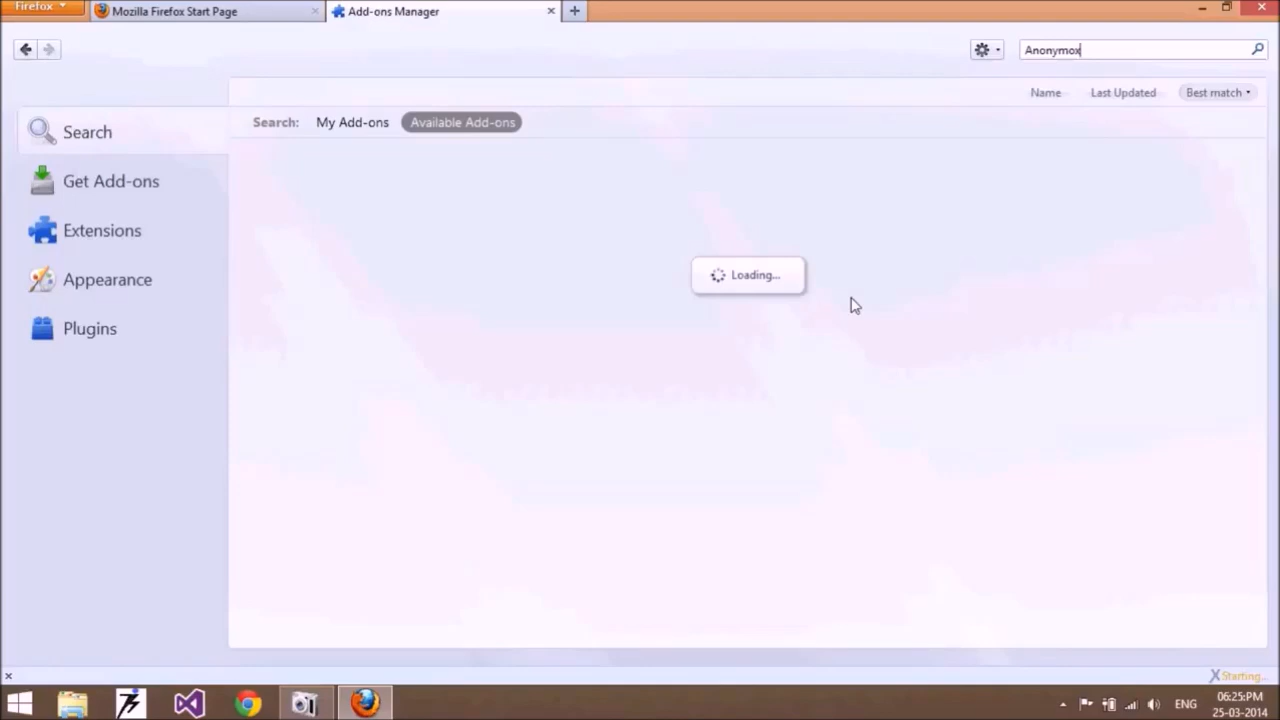 Firefox
Mozilla Firefox Start Page
Add-ons Manager
Anonymox
Name
Last Updated
Best match
Search:
My Add-ons
Available Add-ons
Search
Get Add-ons
Extensions
Appearance
Plugins
Loading...
Starting..
ENG
06:25PM
25-03-2014